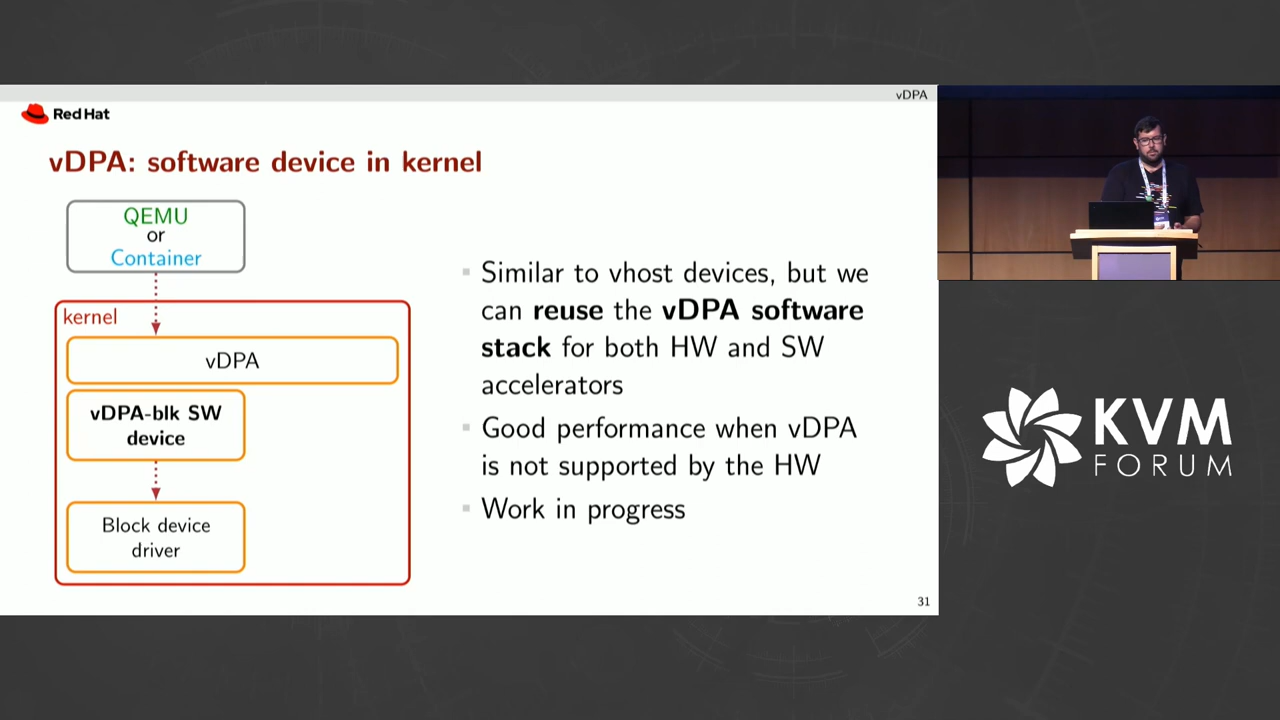 vDPA
Red Hat
vDPA: software device in kernel
QEMU
or
Container
kernel
vDPA
vDPA-blk SW
device
Block device
driver
Similar to vhost devices, but we
can reuse the vDPA software
stack for both HW and SW
accelerators
Good performance when vDPA
is not supported by the HW
Work in progress
31
KVM
FORUM